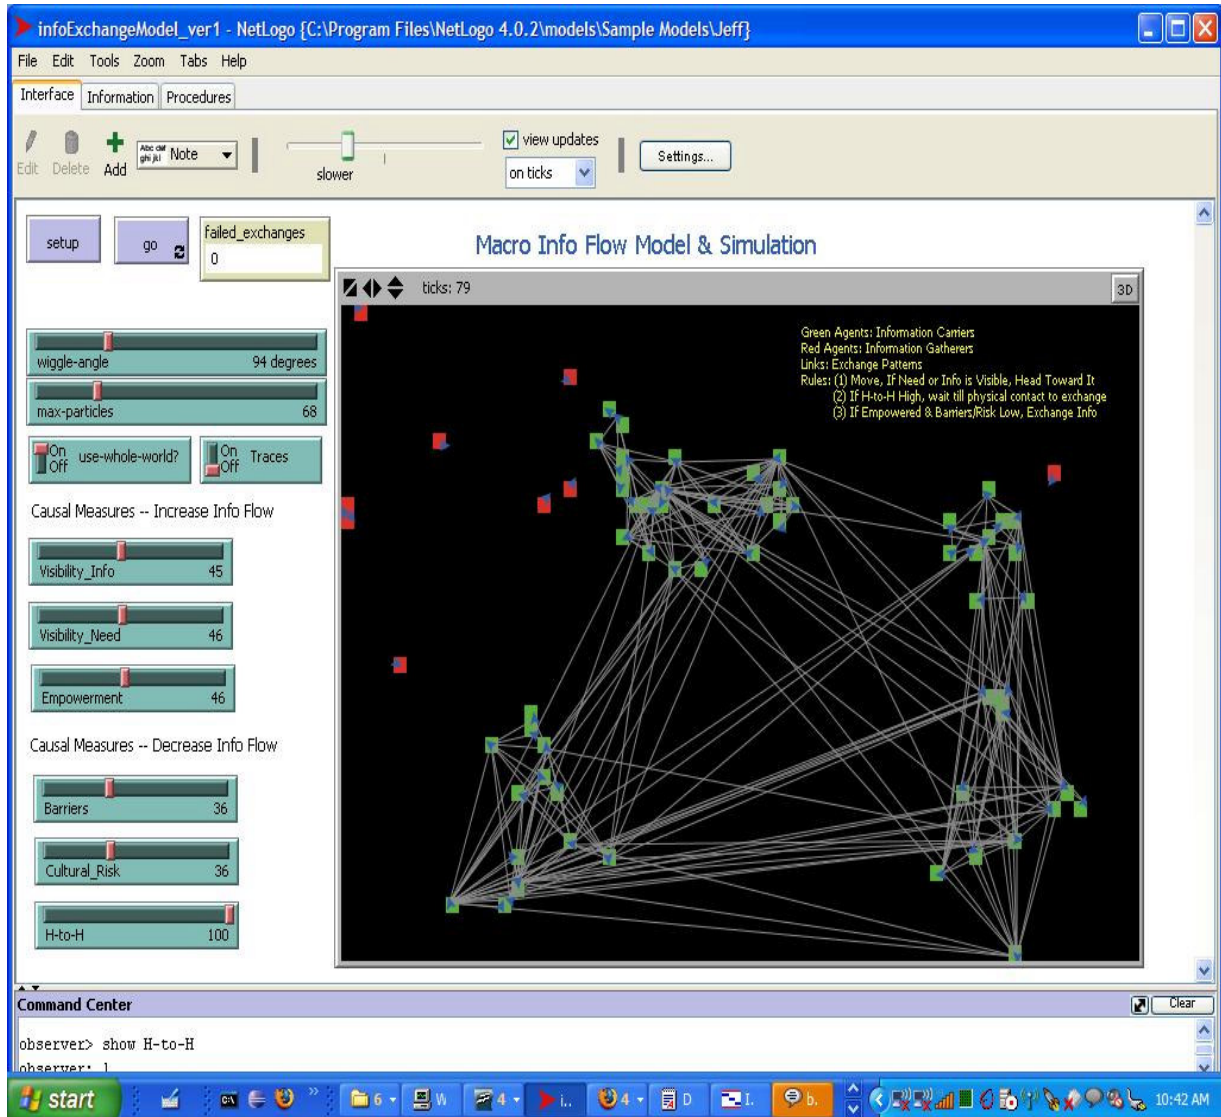 infoExchangeModel_ver1 - NetLogo {C:\Program Files\NetLogo 4.0.2\models\Sample Models\Jeff}
File Edit Tools Zoom Tabs Help
Interface Information Procedures
Edit Delete Add Abc def ghi jkl Note
slower
view updates
on ticks
Settings...
setup
go
failed_exchanges
0
Macro Info Flow Model & Simulation
ticks: 79
3D
Green Agents: Information Carriers
Red Agents: Information Gatherers
Links: Exchange Patterns
Rules: (1) Move, If Need or Info is Visible, Head Toward It
(2) If H-to-H High, wait till physical contact to exchange
(3) If Empowered & Barriers/Risk Low, Exchange Info
wiggle-angle 94 degrees
max-particles 68
On
Off
use-whole-world?
On
Off
Traces
Causal Measures -- Increase Info Flow
Visibility_Info 45
Visibility_Need 46
Empowerment 46
Causal Measures -- Decrease Info Flow
Barriers 36
Cultural_Risk 36
H-to-H 100
Command Center
Clear
observer> show H-to-H
observer: 1
start
6
W
4
i..
4
D
I.
b.
10:42 AM